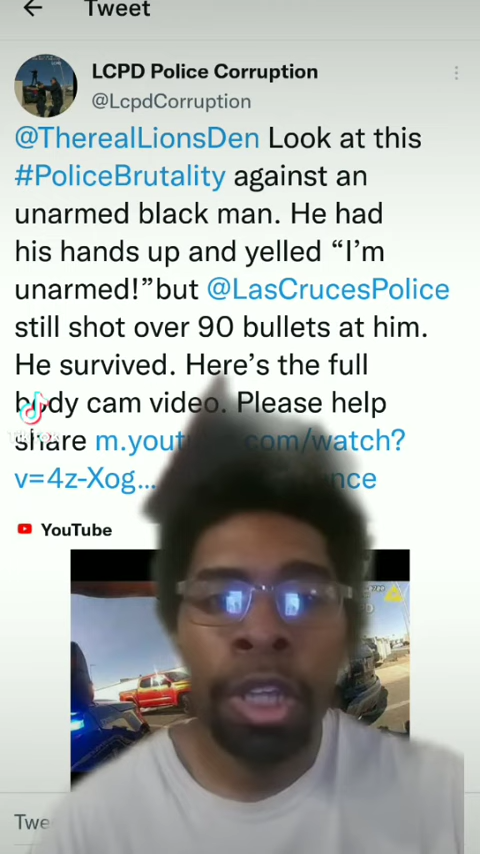 Tweet
LCPD Police Corruption
@LcpdCorruption
@TherealLionsDen Look at this
#PoliceBrutality against an
unarmed black man. He had
his hands up and yelled “I’m
unarmed!”but @LasCrucesPolice
still shot over 90 bullets at him.
He survived. Here’s the full
body cam video. Please help
share m.yout com/watch?
v=4z-Xog... nce
YouTube
Twe